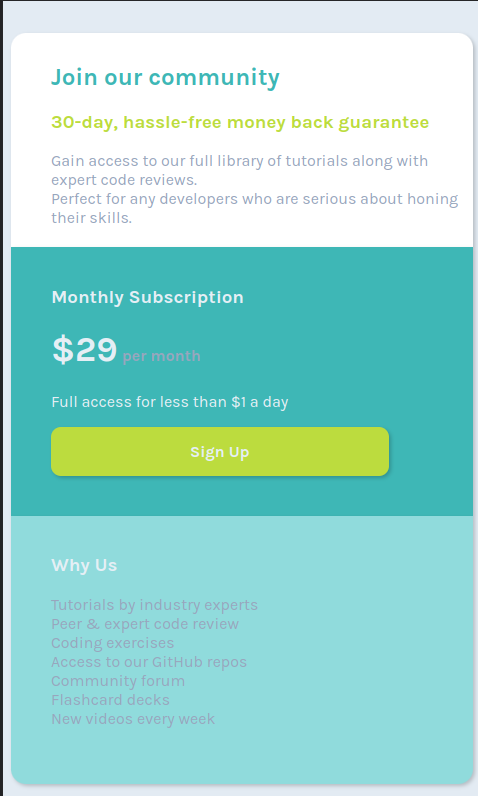 Join our community
30-day, hassle-free money back guarantee
Gain access to our full library of tutorials along with
expert code reviews.
Perfect for any developers who are serious about honing
their skills.
Monthly Subscription
$29 per month
Full access for less than $1 a day
Sign Up
Why Us
Tutorials by industry experts
Peer & expert code review
Coding exercises
Access to our GitHub repos
Community forum
Flashcard decks
New videos every week